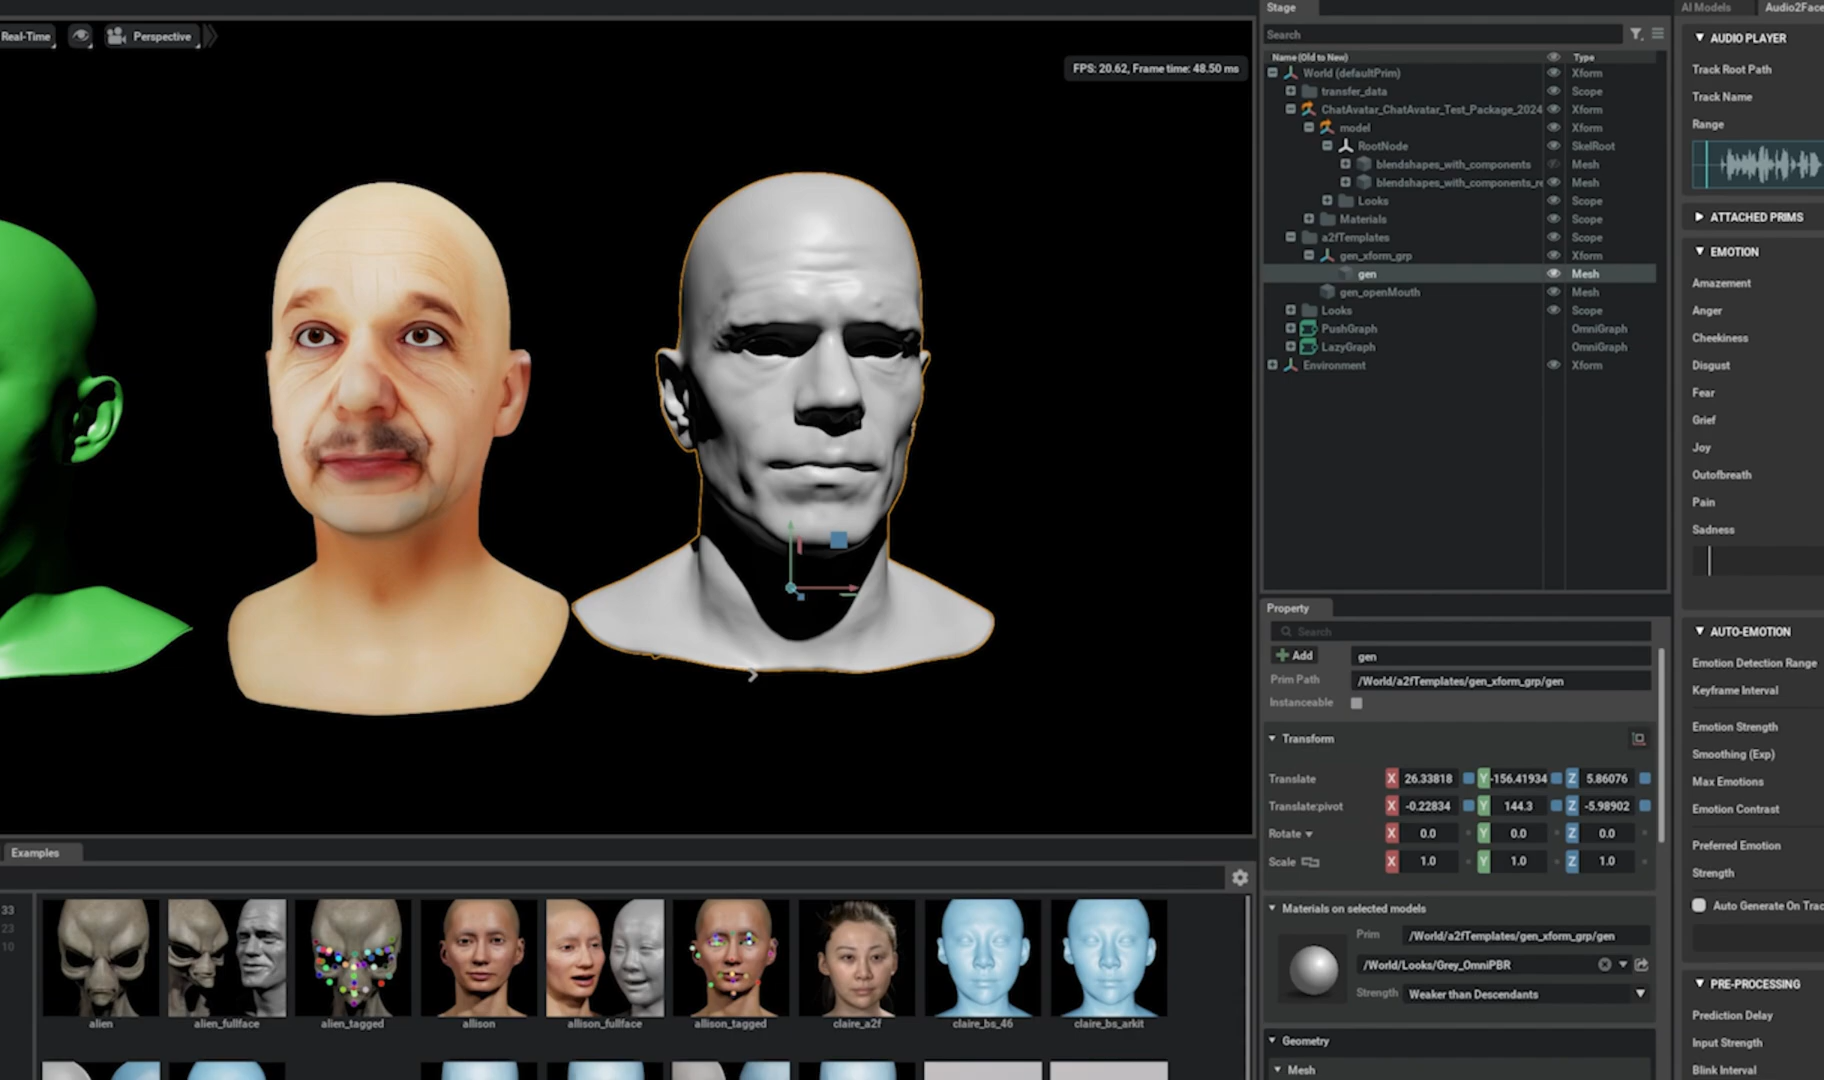 Real-Time
Perspective
FPS: 20.62, Frame time: 48.50 ms
Examples
33
23
10
alien
alien_fullface
alien_tagged
allison
allison_fullface
allison_tagged
claire_a2f
claire_bs_46
claire_bs_arkit
Stage
Search
Name (Old to New) Type
World (defaultPrim) Xform
transfer_data Scope
ChatAvatar_ChatAvatar_Test_Package_2024 Xform
model Xform
RootNode SkelRoot
blendshapes_with_components Mesh
blendshapes_with_components_re Mesh
Looks Scope
Materials Scope
a2fTemplates Scope
gen_xform_grp Xform
gen Mesh
gen_openMouth Mesh
Looks Scope
PushGraph OmniGraph
LazyGraph OmniGraph
Environment Xform
Property
Search
Add gen
Prim Path /World/a2fTemplates/gen_xform_grp/gen
Instanceable
Transform
Translate X 26.33818 Y -156.41934 Z 5.86076
Translate:pivot X -0.22834 Y 144.3 Z -5.98902
Rotate X 0.0 Y 0.0 Z 0.0
Scale X 1.0 Y 1.0 Z 1.0
Materials on selected models
Prim /World/a2fTemplates/gen_xform_grp/gen
/World/Looks/Grey_OmniPBR
Strength Weaker than Descendants
Geometry
Mesh
AI Models Audio2Face
AUDIO PLAYER
Track Root Path
Track Name
Range
ATTACHED PRIMS
EMOTION
Amazement
Anger
Cheekiness
Disgust
Fear
Grief
Joy
Outofbreath
Pain
Sadness
AUTO-EMOTION
Emotion Detection Range
Keyframe Interval
Emotion Strength
Smoothing (Exp)
Max Emotions
Emotion Contrast
Preferred Emotion
Strength
Auto Generate On Trac
PRE-PROCESSING
Prediction Delay
Input Strength
Blink Interval